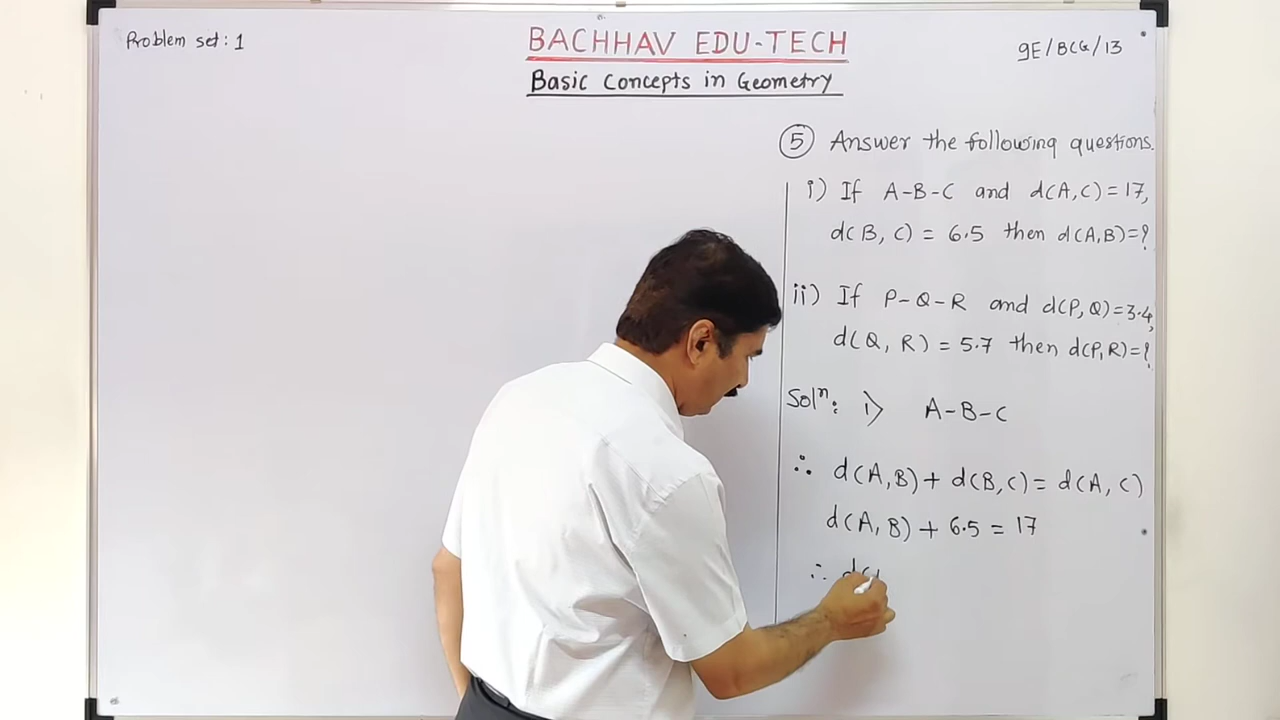 Problem set: 1
BACHHAV EDU-TECH
9E/BCG/13
Basic Concepts in Geometry
5 Answer the following questions.
i) If A-B-C and d(A,C)=17,
d(B, C) = 6.5 then d(A,B)=?
ii) If P-Q-R and d(P,Q)=3.4,
d(Q, R) = 5.7 then d(P,R)=?
Solⁿ: i) A-B-C
∴ d(A,B)+ d(B,C)= d(A,C)
d(A,B) + 6.5 = 17
∴ d(